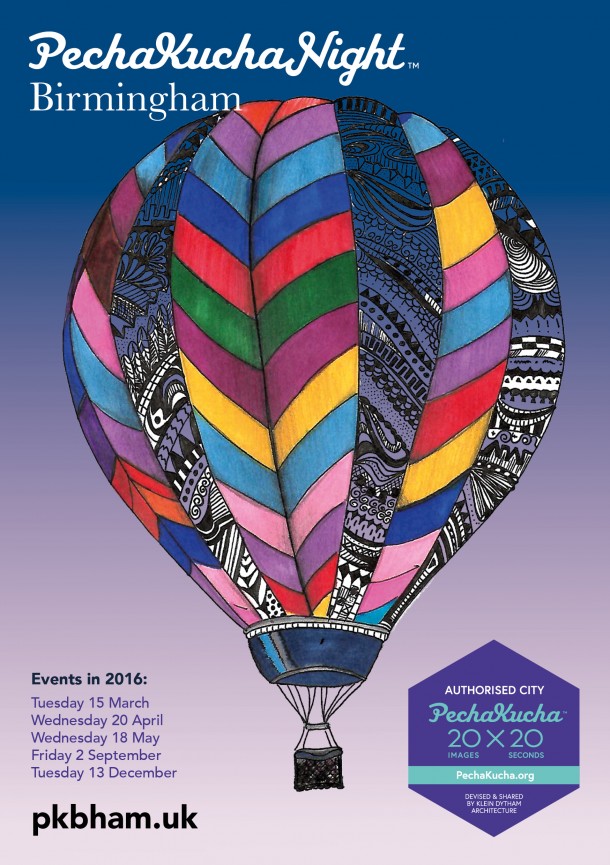 PechaKuchaNight™
Birmingham
Events in 2016:
Tuesday 15 March
Wednesday 20 April
Wednesday 18 May
Friday 2 September
Tuesday 13 December
pkbham.uk
AUTHORISED CITY
PechaKucha™
20 X 20
IMAGES SECONDS
PechaKucha.org
DEVISED & SHARED
BY KLEIN DYTHAM
ARCHITECTURE